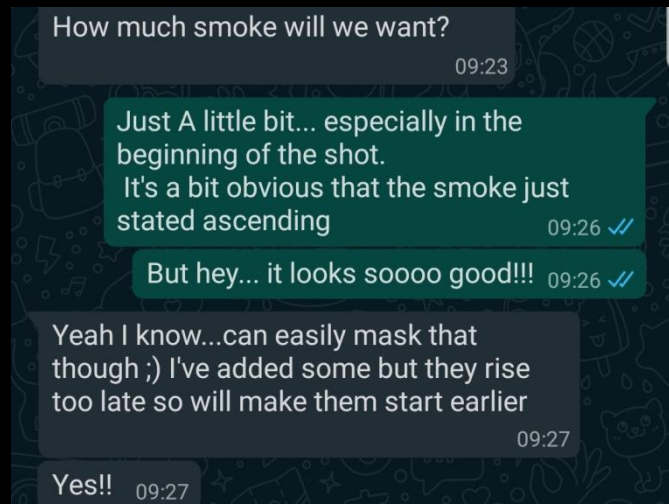 How much smoke will we want?
09:23
Just A little bit... especially in the
beginning of the shot.
It's a bit obvious that the smoke just
stated ascending
09:26
But hey... it looks soooo good!!! 09:26
Yeah I know...can easily mask that
though ;) I've added some but they rise
too late so will make them start earlier
09:27
Yes!! 09:27